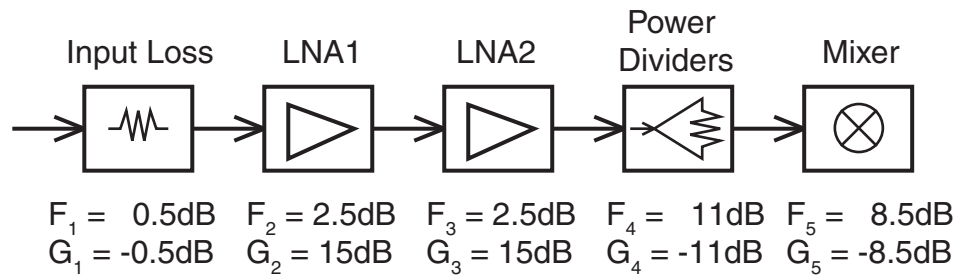 Input Loss
LNA1
LNA2
Power
Dividers
Mixer
F₁ = 0.5dB
G₁ = -0.5dB
F₂ = 2.5dB
G₂ = 15dB
F₃ = 2.5dB
G₃ = 15dB
F₄ = 11dB
G₄ = -11dB
F₅ = 8.5dB
G₅ = -8.5dB